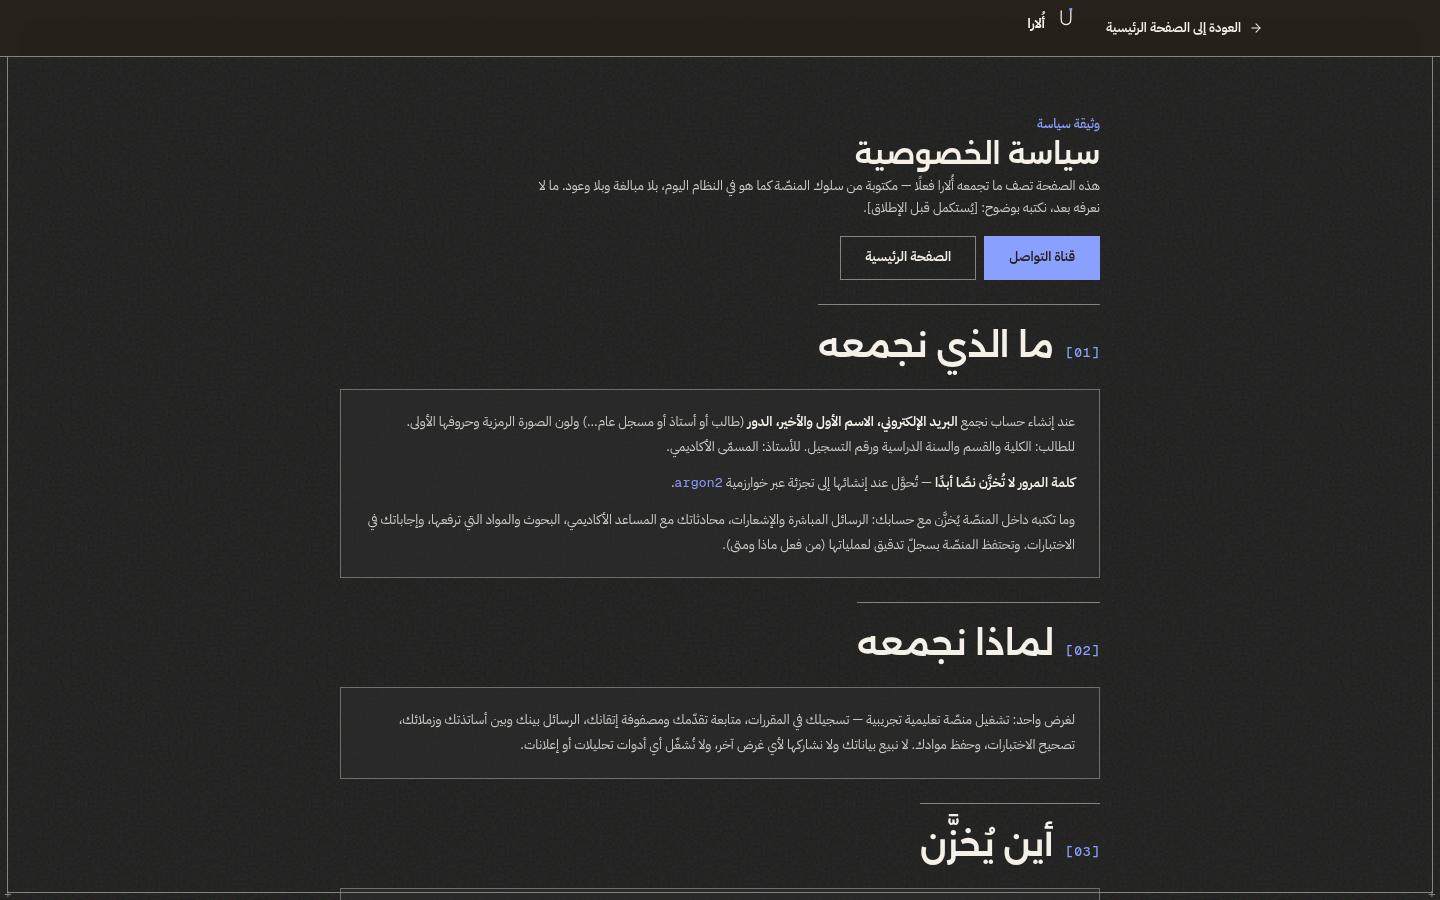 العودة إلى الصفحة الرئيسية
أُلارا
وثيقة سياسة
سياسة الخصوصية
هذه الصفحة تصف ما تجمعه أُلارا فعلًا — مكتوبة من سلوك المنصّة كما هو في النظام اليوم، بلا مبالغة وبلا وعود. ما لا
نعرفه بعد، نكتبه بوضوح: [يُستكمل قبل الإطلاق].
قناة التواصل
الصفحة الرئيسية
[01] ما الذي نجمعه
عند إنشاء حساب نجمع البريد الإلكتروني، الاسم الأول والأخير، الدور (طالب أو أستاذ أو مسجل عام…) ولون الصورة الرمزية وحروفها الأولى.
للطالب: الكلية والقسم والسنة الدراسية ورقم التسجيل. للأستاذ: المسمّى الأكاديمي.
كلمة المرور لا تُخزَّن نصًا أبدًا — تُحوَّل عند إنشائها إلى تجزئة عبر خوارزمية argon2.
وما تكتبه داخل المنصّة يُخزَّن مع حسابك: الرسائل المباشرة والإشعارات، محادثاتك مع المساعد الأكاديمي، البحوث والمواد التي ترفعها، وإجاباتك في
الاختبارات. وتحتفظ المنصّة بسجلّ تدقيق لعملياتها (من فعل ماذا ومتى).
[02] لماذا نجمعه
لغرض واحد: تشغيل منصّة تعليمية تجريبية — تسجيلك في المقررات، متابعة تقدّمك ومصفوفة إتقانك، الرسائل بينك وبين أساتذتك وزملائك،
تصحيح الاختبارات، وحفظ موادك. لا نبيع بياناتك ولا نشاركها لأي غرض آخر، ولا نُشغّل أي أدوات تحليلات أو إعلانات.
[03] أين يُخزَّن